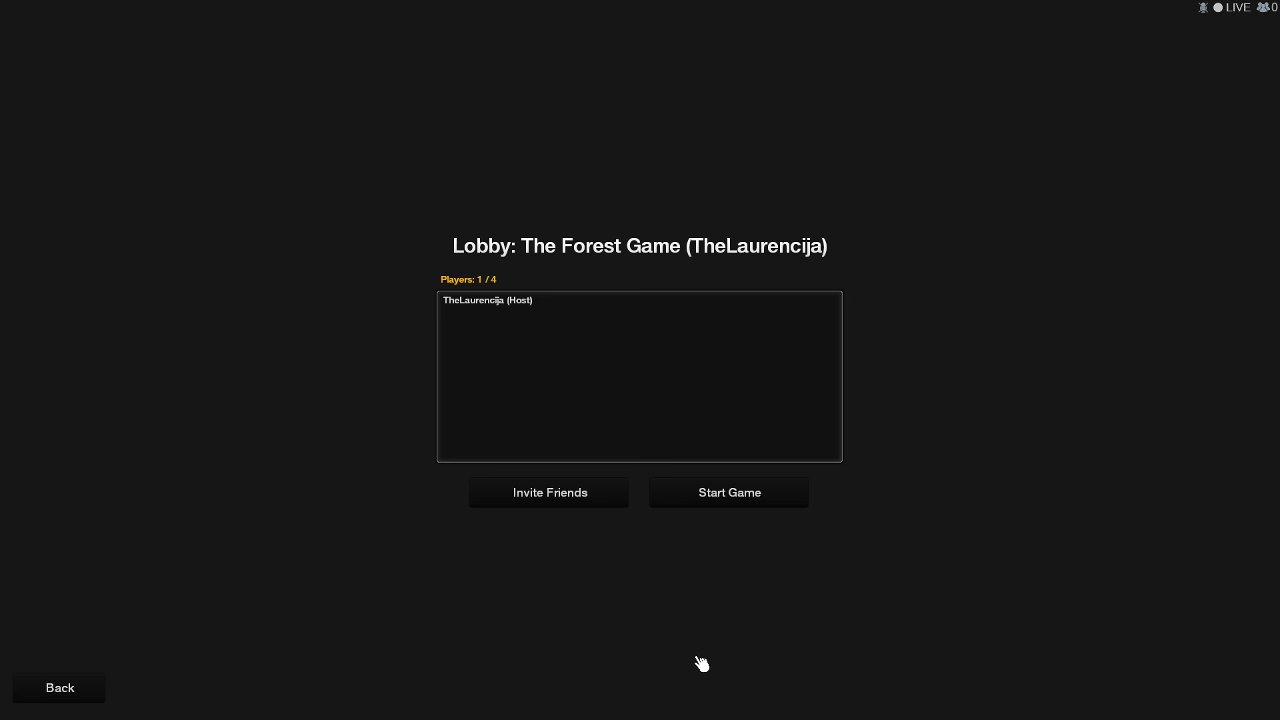 LIVE 0
Lobby: The Forest Game (TheLaurencija)
Players: 1 / 4
TheLaurencija (Host)
Invite Friends
Start Game
Back